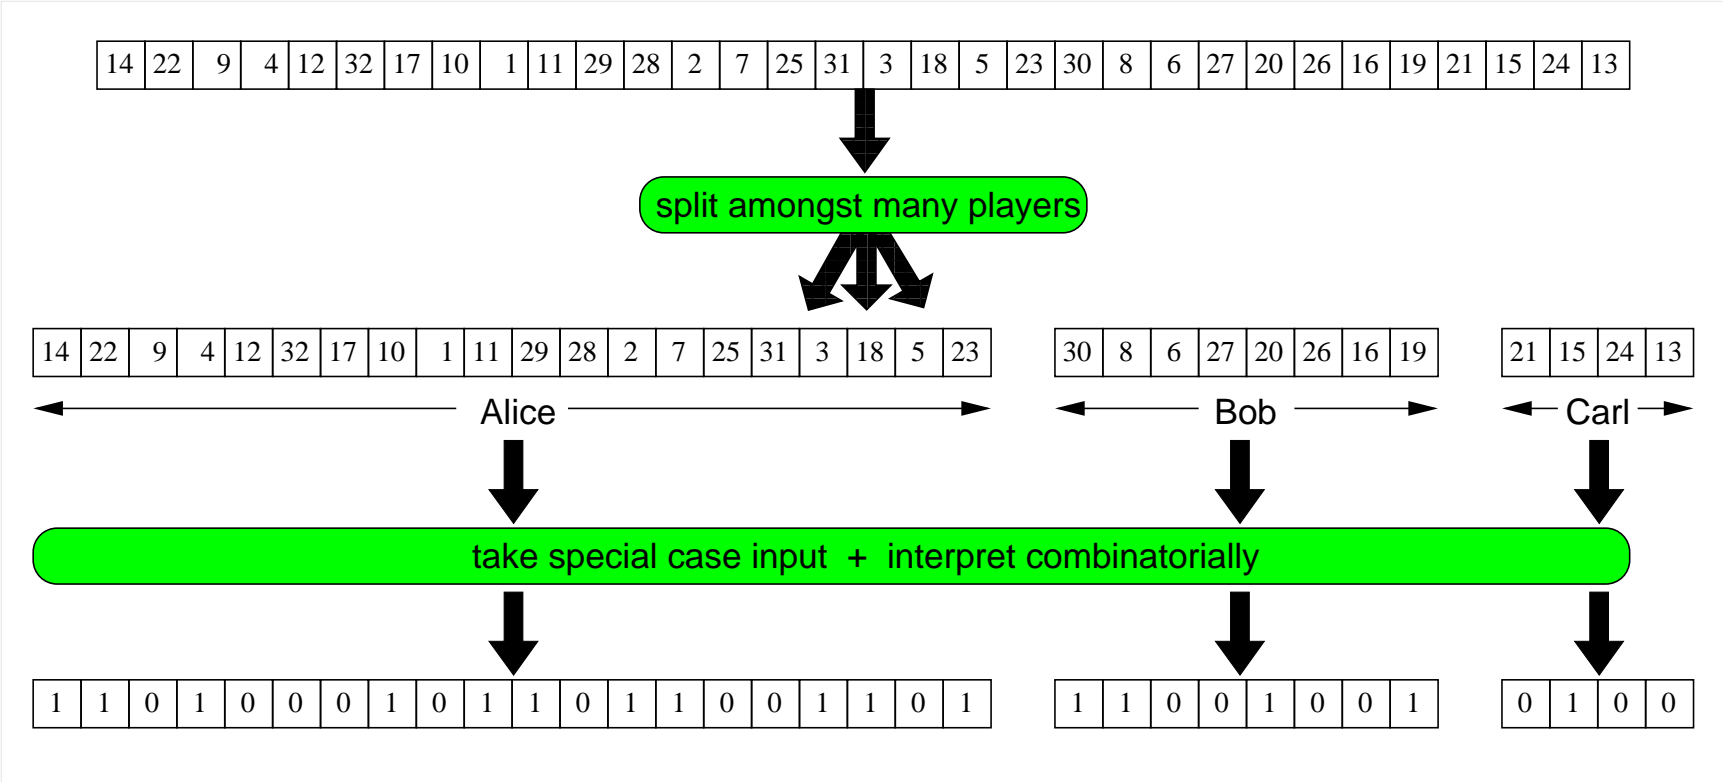 14 22 9 4 12 32 17 10 1 11 29 28 2 7 25 31 3 18 5 23 30 8 6 27 20 26 16 19 21 15 24 13
split amongst many players
14 22 9 4 12 32 17 10 1 11 29 28 2 7 25 31 3 18 5 23 30 8 6 27 20 26 16 19 21 15 24 13
Alice Bob Carl
take special case input + interpret combinatorially
1 1 0 1 0 0 0 1 0 1 1 0 1 1 0 0 1 1 0 1 1 1 0 0 1 0 0 1 0 1 0 0